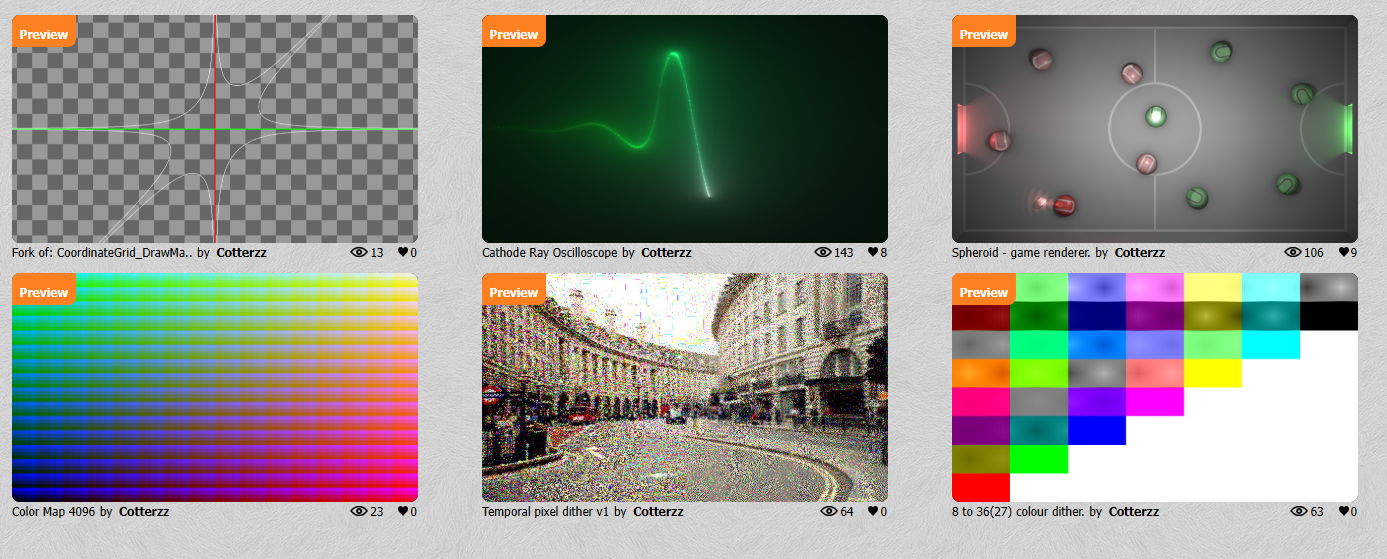 Preview
Preview
Preview
Fork of: CoordinateGrid_DrawMa.. by Cotterzz 13 8
Cathode Ray Oscilloscope by Cotterzz 143 8
Spheroid - game renderer. by Cotterzz 106 9
Preview
Preview
Preview
Color Map 4096 by Cotterzz 23 0
Temporal pixel dither v1 by Cotterzz 64 0
8 to 36(27) colour dither. by Cotterzz 63 0